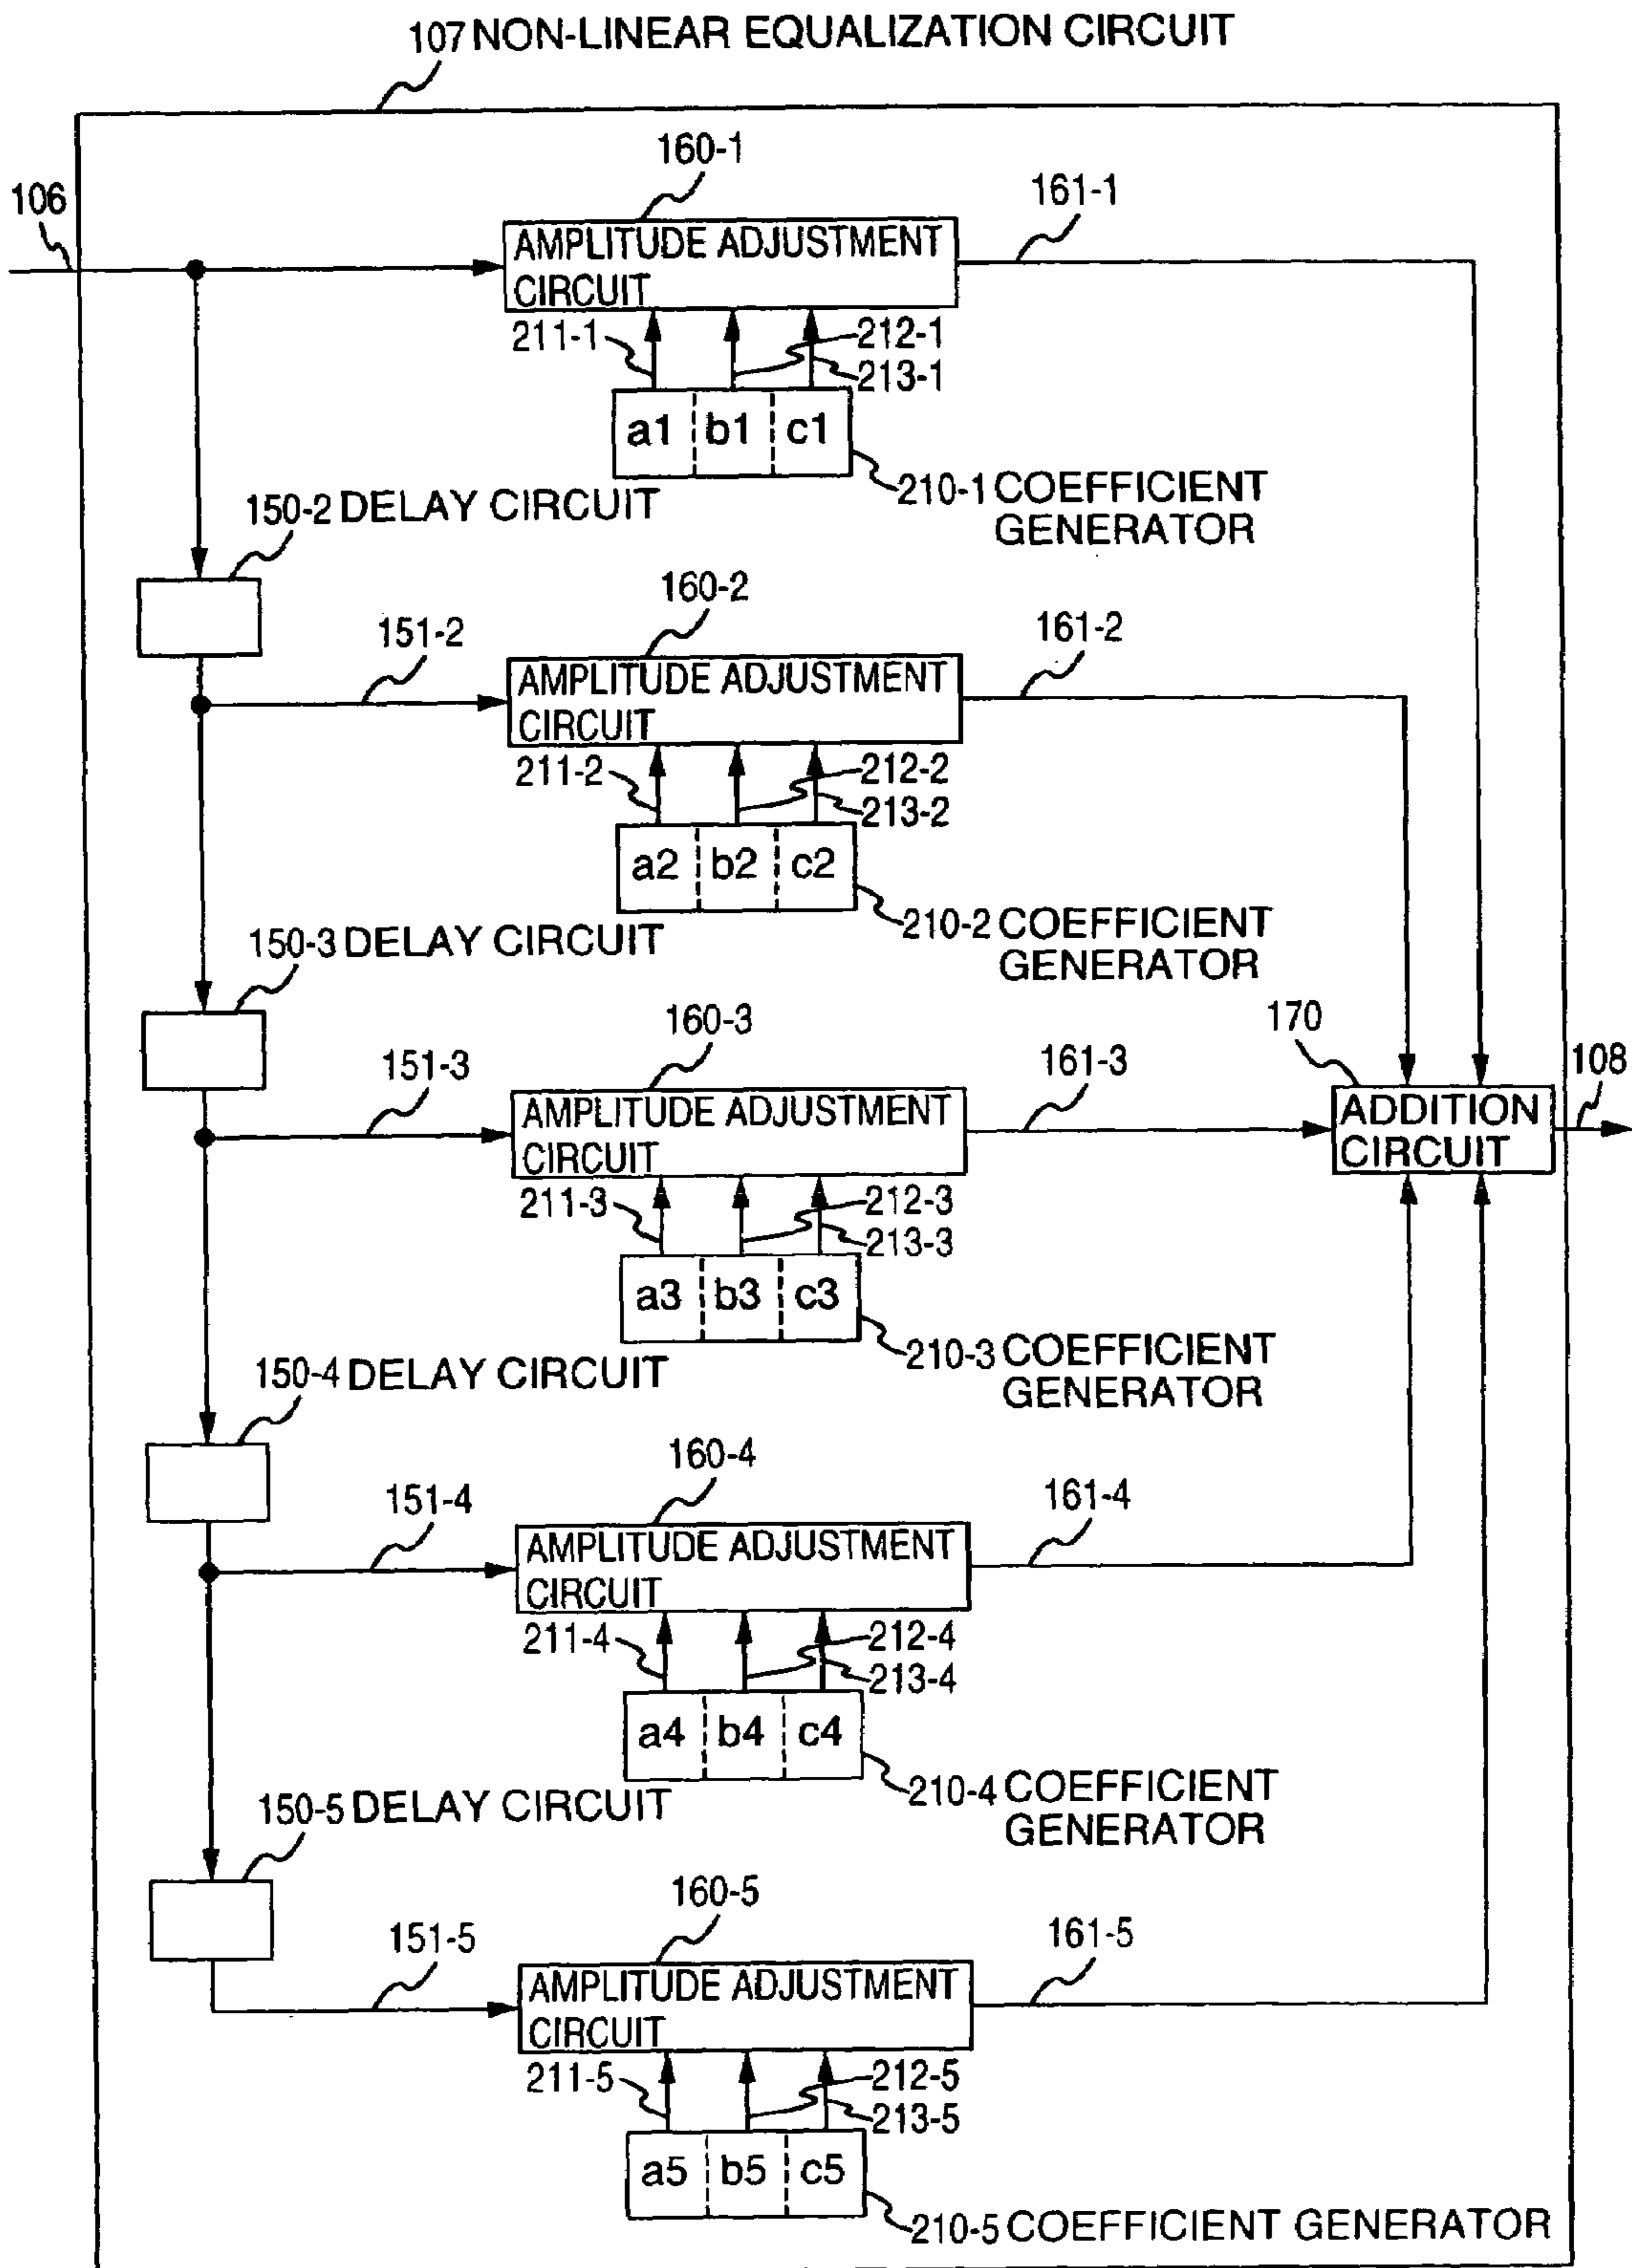 107 NON-LINEAR EQUALIZATION CIRCUIT
160-1
106
161-1
AMPLITUDE ADJUSTMENT
CIRCUIT
211-1
212-1
213-1
a1 b1 c1
210-1 COEFFICIENT
GENERATOR
150-2 DELAY CIRCUIT
160-2
151-2
161-2
AMPLITUDE ADJUSTMENT
CIRCUIT
211-2
212-2
213-2
a2 b2 c2
210-2 COEFFICIENT
GENERATOR
150-3 DELAY CIRCUIT
160-3
170
151-3
161-3
108
AMPLITUDE ADJUSTMENT
CIRCUIT
ADDITION
CIRCUIT
211-3
212-3
213-3
a3 b3 c3
210-3 COEFFICIENT
GENERATOR
150-4 DELAY CIRCUIT
160-4
151-4
161-4
AMPLITUDE ADJUSTMENT
CIRCUIT
211-4
212-4
213-4
a4 b4 c4
210-4 COEFFICIENT
GENERATOR
150-5 DELAY CIRCUIT
160-5
151-5
161-5
AMPLITUDE ADJUSTMENT
CIRCUIT
211-5
212-5
213-5
a5 b5 c5
210-5 COEFFICIENT GENERATOR